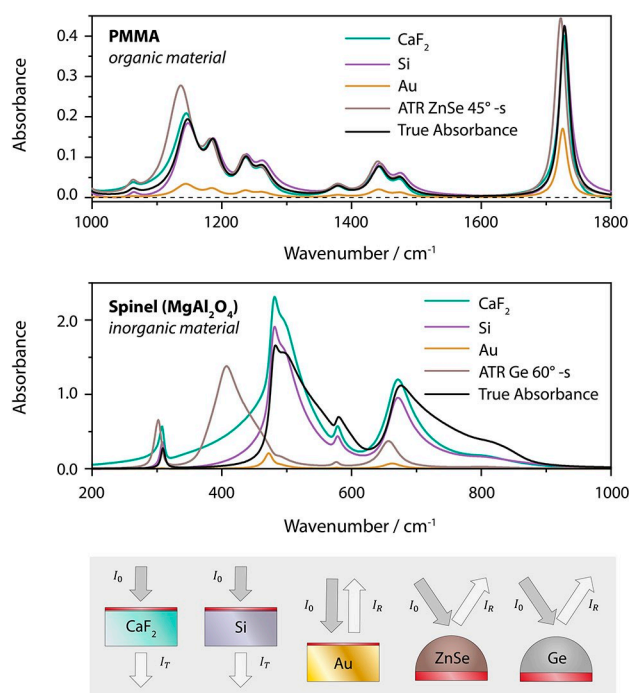 PMMA
organic material
CaF2
Si
Au
ATR ZnSe 45° -s
True Absorbance
Absorbance
0.4
0.3
0.2
0.1
0.0
1000 1200 1400 1600 1800
Wavenumber / cm-1
Spinel (MgAl2O4)
inorganic material
CaF2
Si
Au
ATR Ge 60° -s
True Absorbance
Absorbance
2.0
1.0
0.0
200 400 600 800 1000
Wavenumber / cm-1
I0 I0 I0 IR I0 IR I0 IR
CaF2 Si Au ZnSe Ge
IT IT